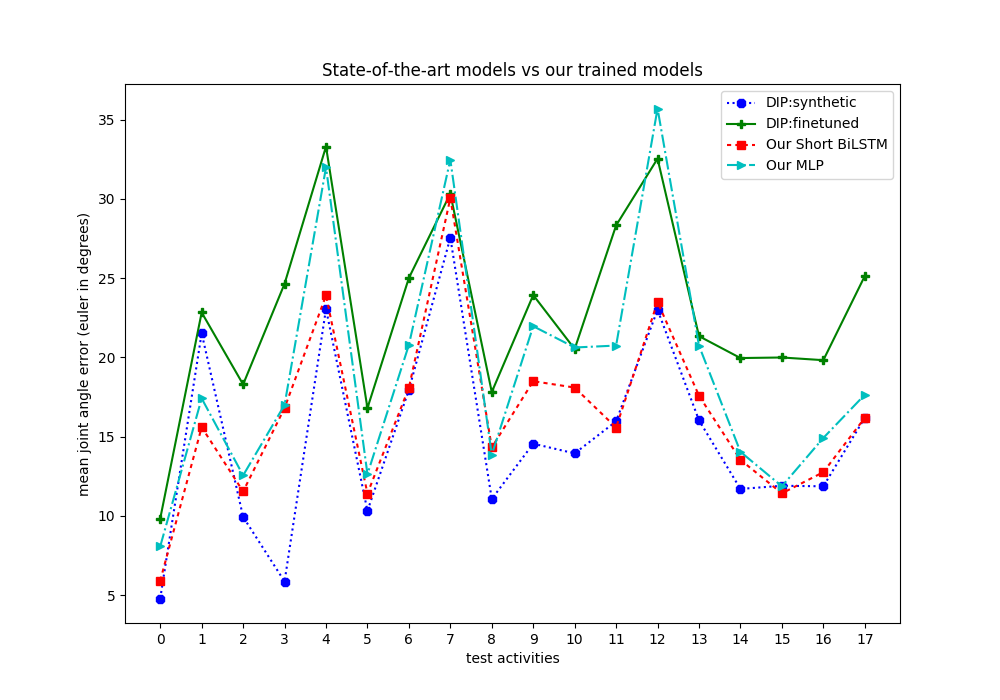 State-of-the-art models vs our trained models
DIP:synthetic
DIP:finetuned
Our Short BiLSTM
Our MLP
mean joint angle error (euler in degrees)
35
30
25
20
15
10
5
0 1 2 3 4 5 6 7 8 9 10 11 12 13 14 15 16 17
test activities